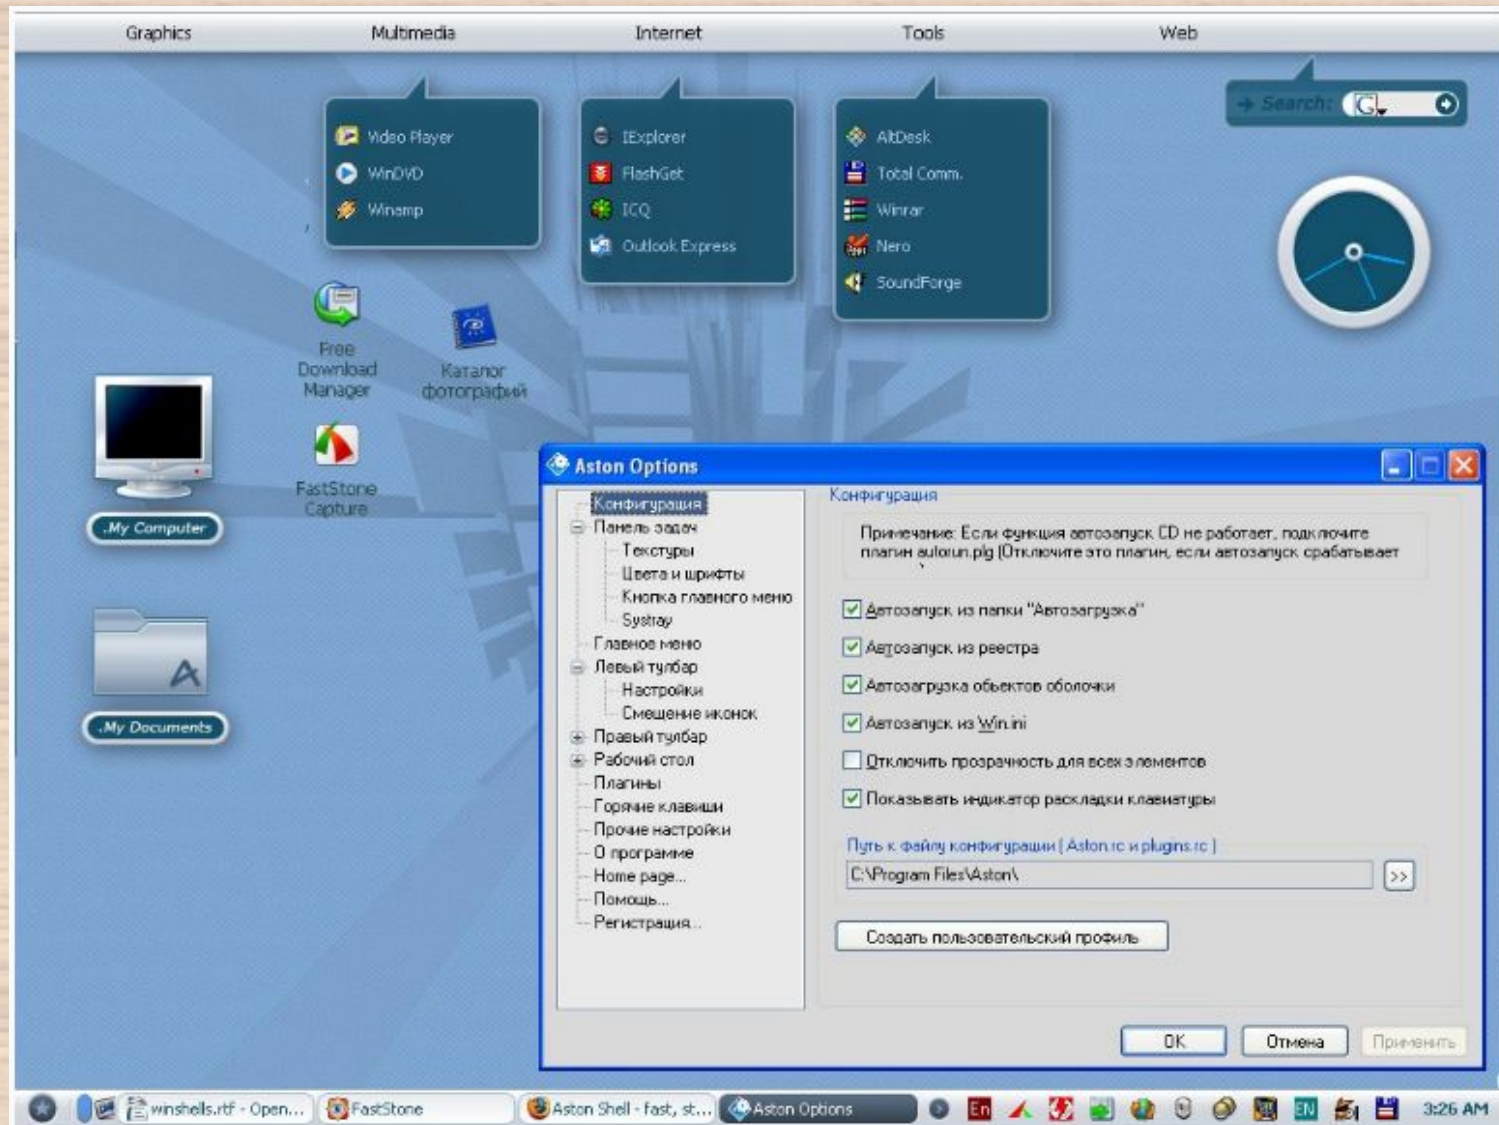 Graphics
Multimedia
Internet
Tools
Web
Video Player
WinDVD
Winamp
IExplorer
FlashGet
ICQ
Outlook Express
AltDesk
Total Comm.
Winrar
Nero
SoundForge
Search:
Free
Download
Manager
Каталог
фотографий
FastStone
Capture
.My Computer
.My Documents
Aston Options
Конфигурация
Панель задач
Текстуры
Цвета и шрифты
Кнопка главного меню
Systray
Главное меню
Левый тулбар
Настройки
Смещение иконок
Правый тулбар
Рабочий стол
Плагины
Горячие клавиши
Прочие настройки
О программе
Home page...
Помощь...
Регистрация...
Конфигурация
Примечание: Если функция автозапуск CD не работает, подключите
плагин autorun.plg (Отключите это плагин, если автозапуск срабатывает
Автозапуск из папки "Автозагрузка"
Автозапуск из реестра
Автозагрузка обьектов оболочки
Автозапуск из Win.ini
Отключить прозрачность для всех элементов
Показывать индикатор раскладки клавиатуры
Путь к файлу конфигурации ( Aston.rc и plugins.rc )
C:\Program Files\Aston\
>>
Создать пользовательский профиль
OK
Отмена
Применить
winshells.rtf - Open...
FastStone
Aston Shell - fast, st...
Aston Options
En
EN
3:26 AM